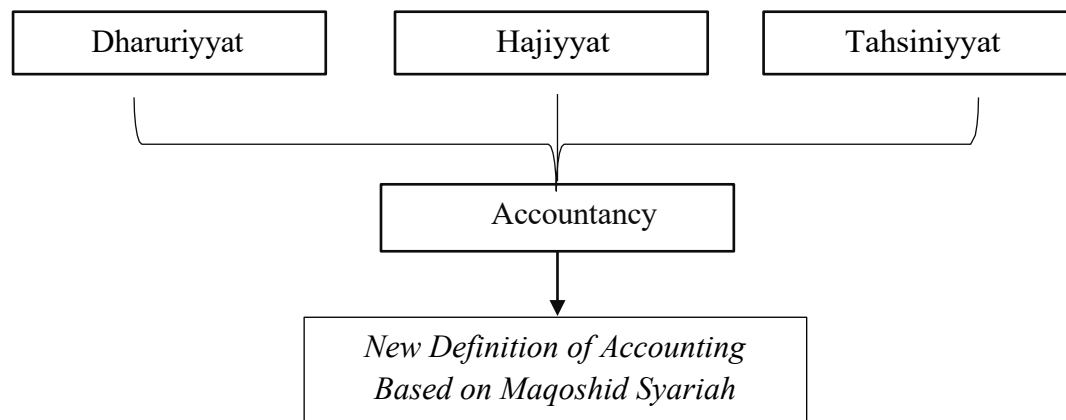 Dharuriyyat
Hajiyyat
Tahsiniyyat
Accountancy
New Definition of Accounting
Based on Maqoshid Syariah